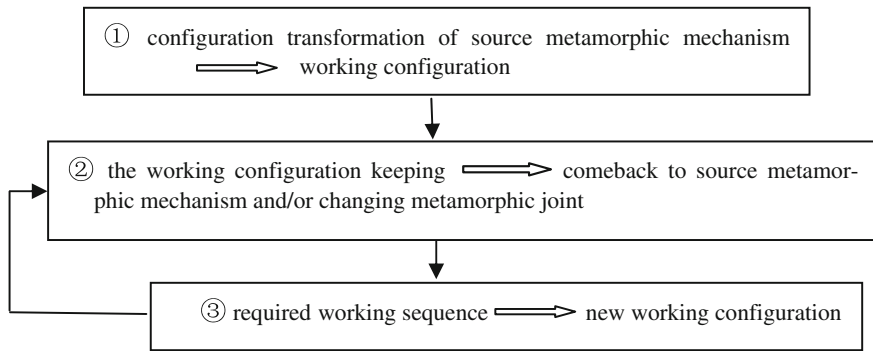 ① configuration transformation of source metamorphic mechanism
working configuration
② the working configuration keeping comeback to source metamor-
phic mechanism and/or changing metamorphic joint
③ required working sequence new working configuration